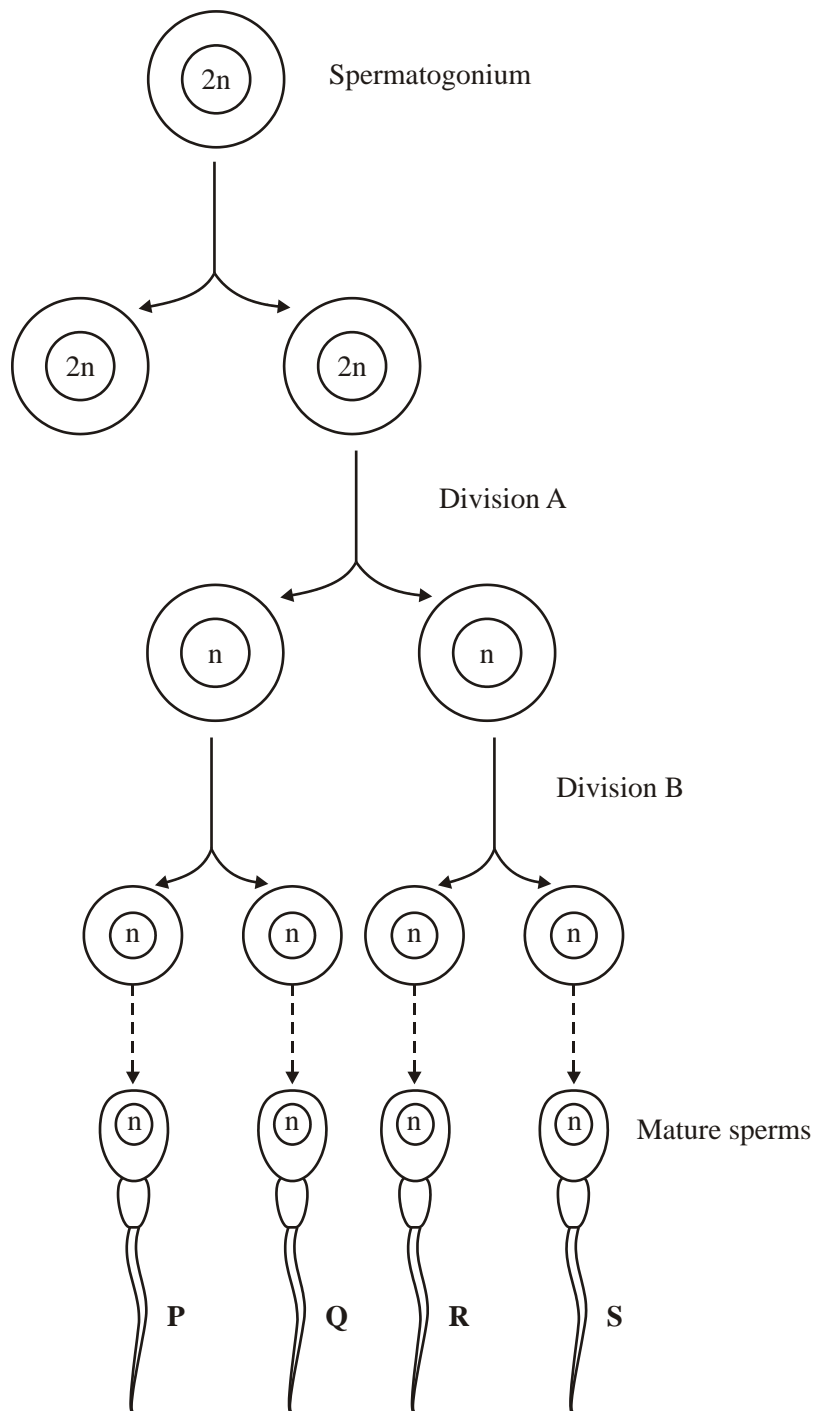 2n Spermatogonium
2n 2n
Division A
n n
Division B
n n n n
n n n n Mature sperms
P Q R S